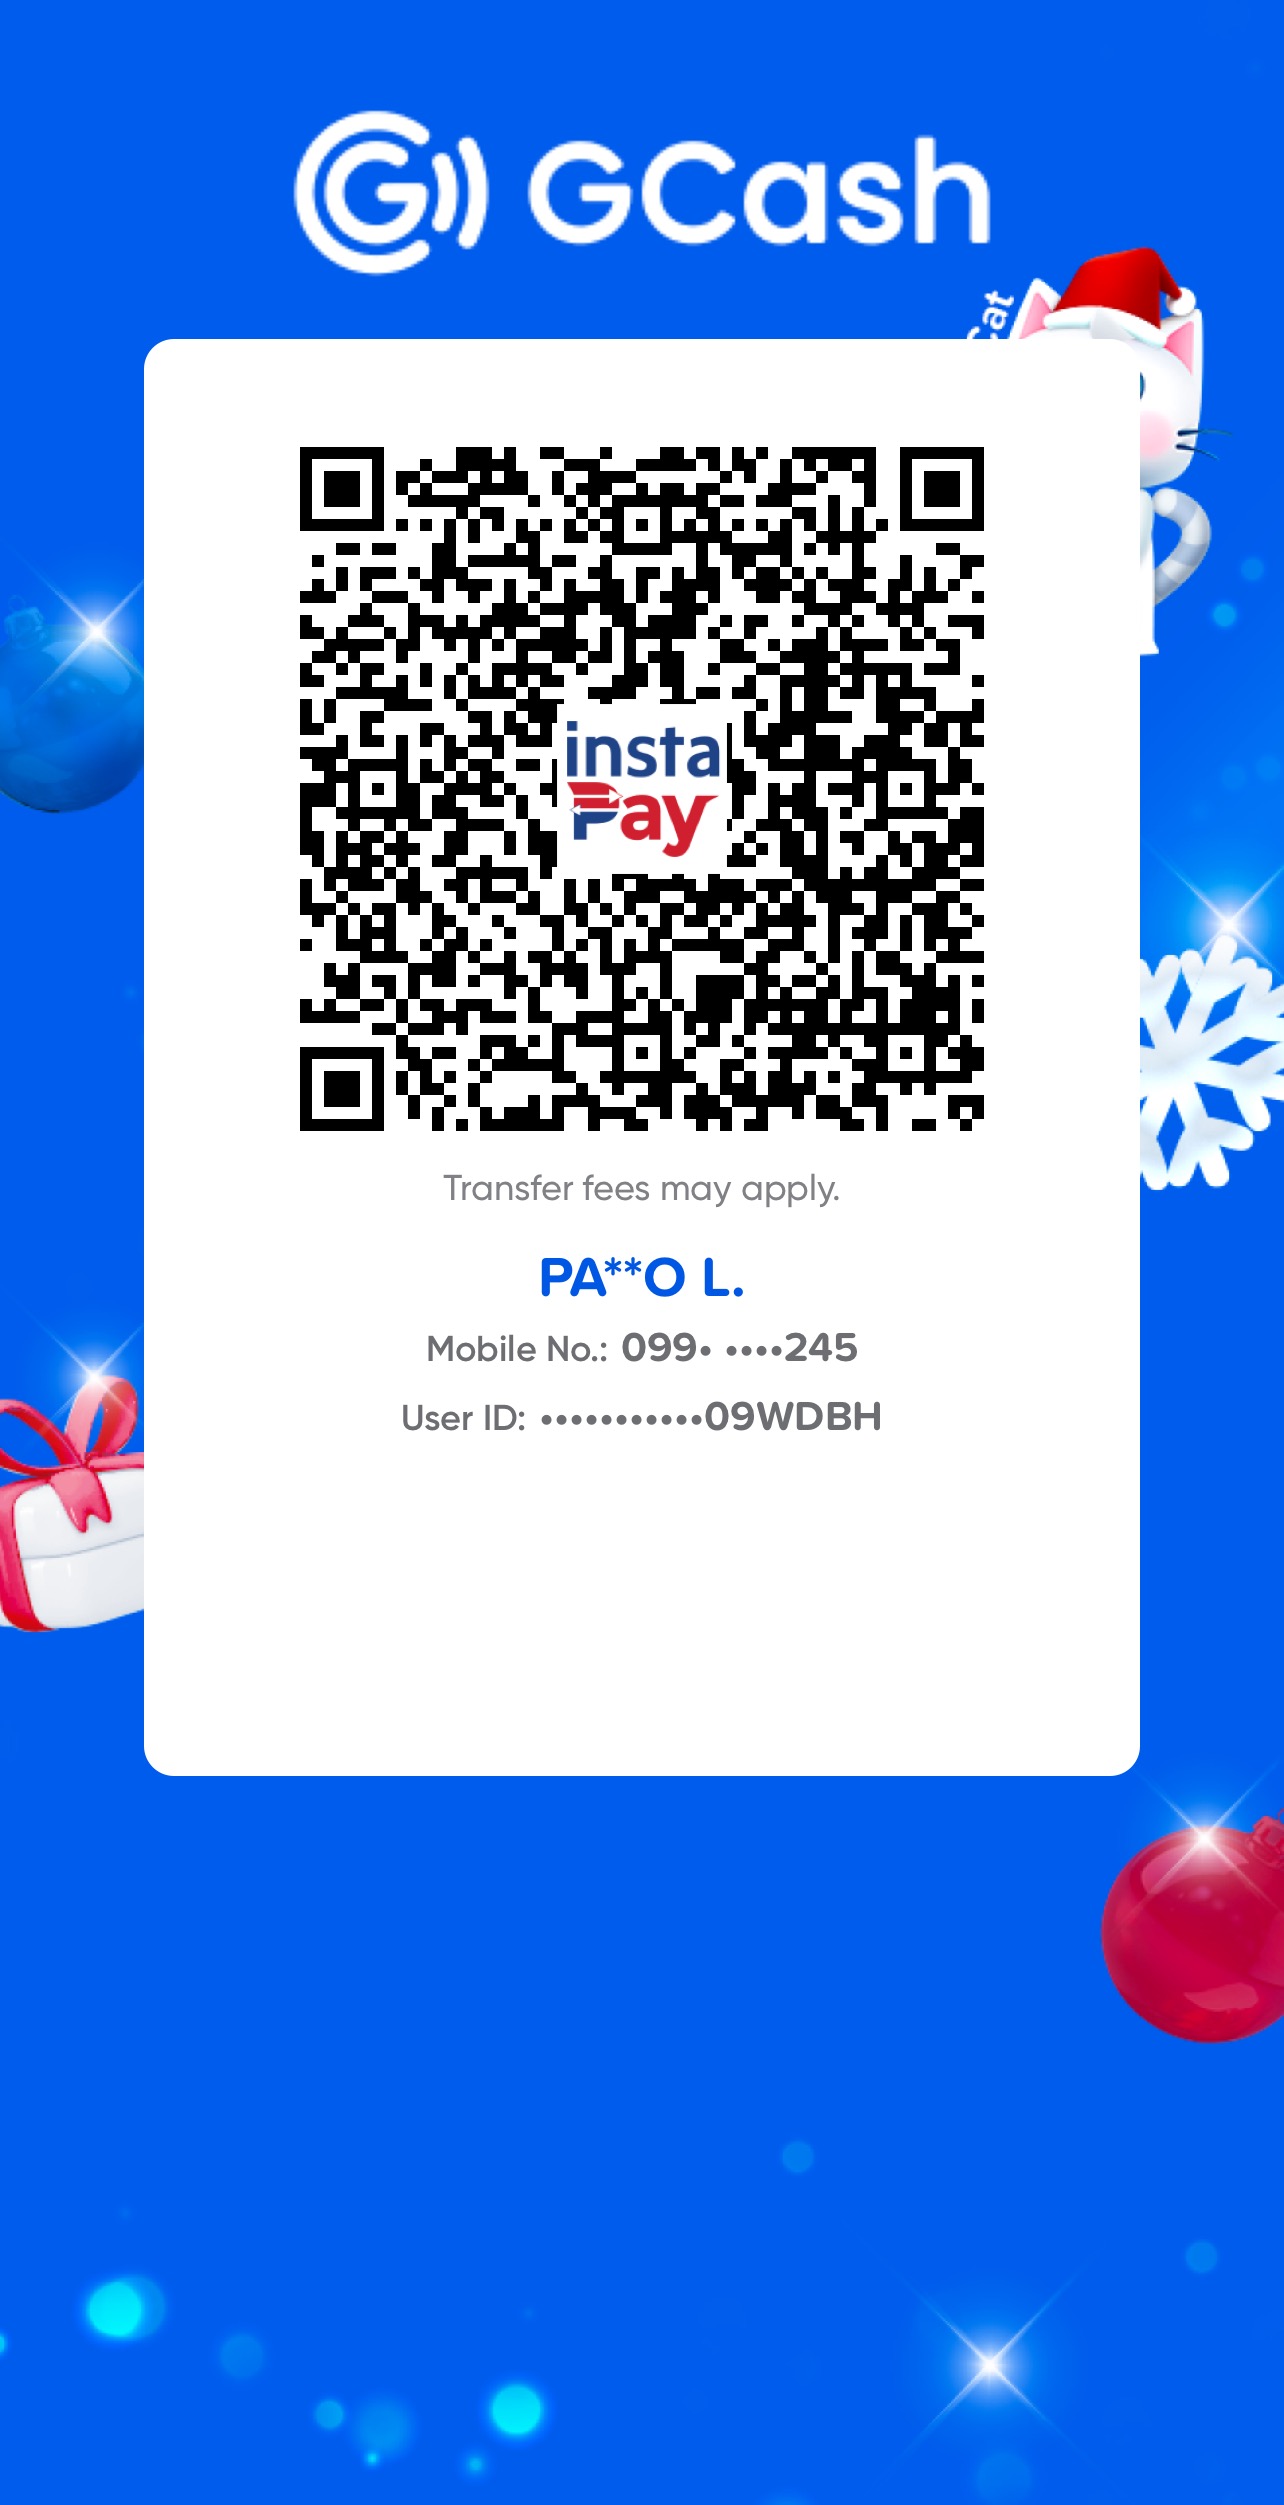 GCash
insta
Pay
Transfer fees may apply.
PA**O L.
Mobile No.: 099• ••••245
User ID: •••••••••••09WDBH